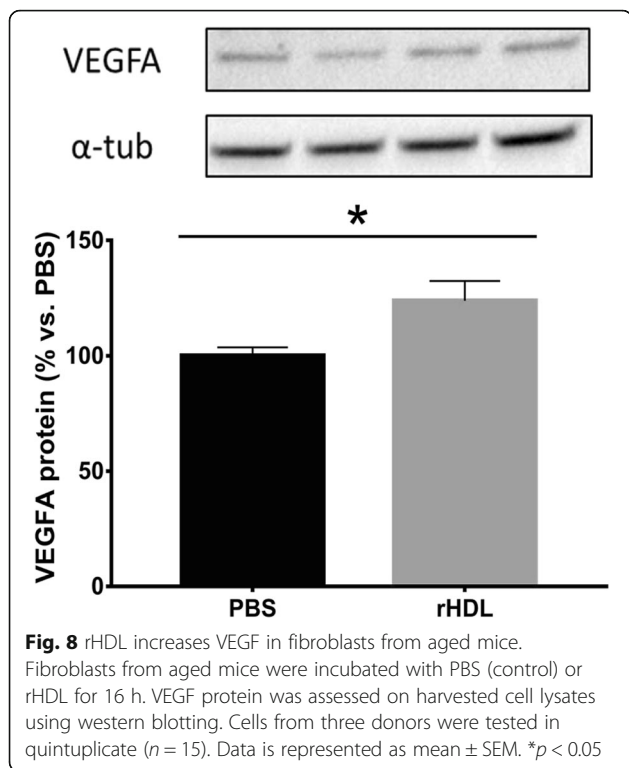 VEGFA
α-tub
*
VEGFA protein (% vs. PBS)
150
100
50
0
PBS
rHDL
Fig. 8 rHDL increases VEGF in fibroblasts from aged mice.
Fibroblasts from aged mice were incubated with PBS (control) or
rHDL for 16 h. VEGF protein was assessed on harvested cell lysates
using western blotting. Cells from three donors were tested in
quintuplicate (n = 15). Data is represented as mean ± SEM. *p < 0.05